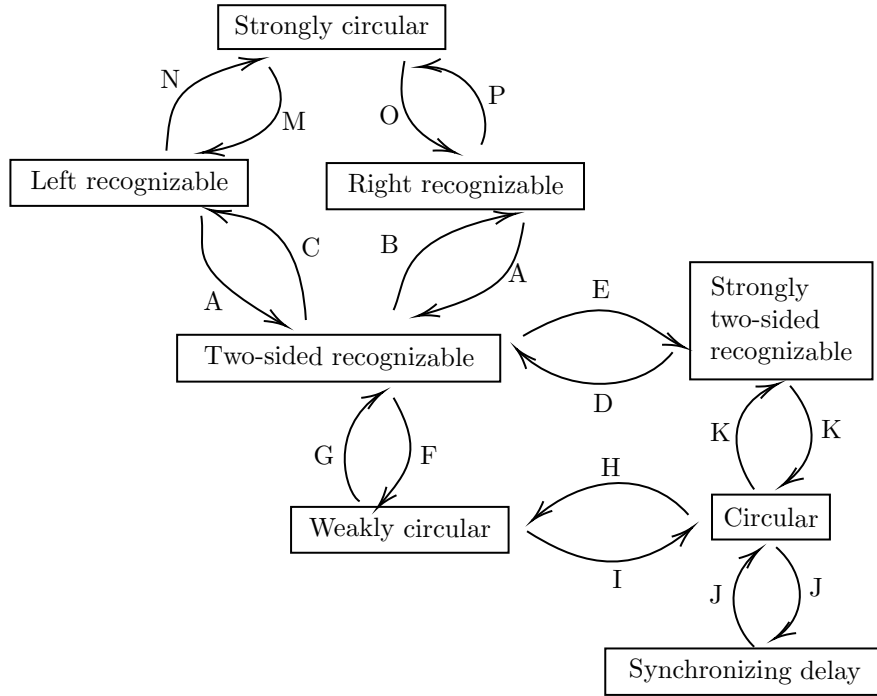 Strongly circular
N
M
O
P
Left recognizable
Right recognizable
A
C
B
A
E
D
Strongly
two-sided
recognizable
Two-sided recognizable
G
F
K
K
H
I
Weakly circular
Circular
J
J
Synchronizing delay